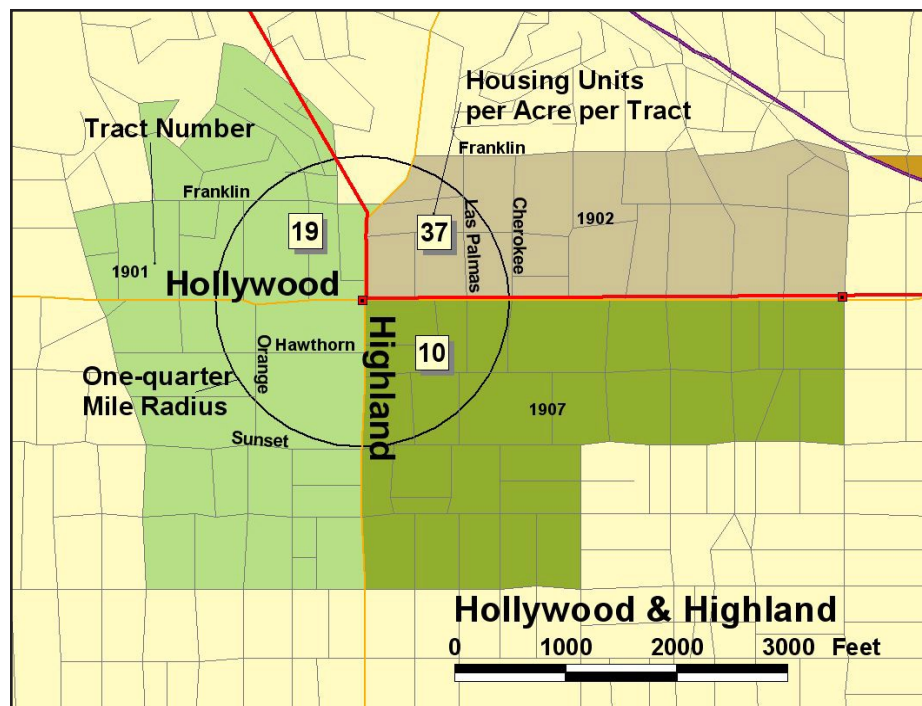 Housing Units
per Acre per Tract
Tract Number
Franklin
Franklin
Las Palmas
Cherokee
1902
19
37
1901
Hollywood
Highland
Hawthorn
Orange
10
One-quarter
Mile Radius
1907
Sunset
Hollywood & Highland
0 1000 2000 3000 Feet